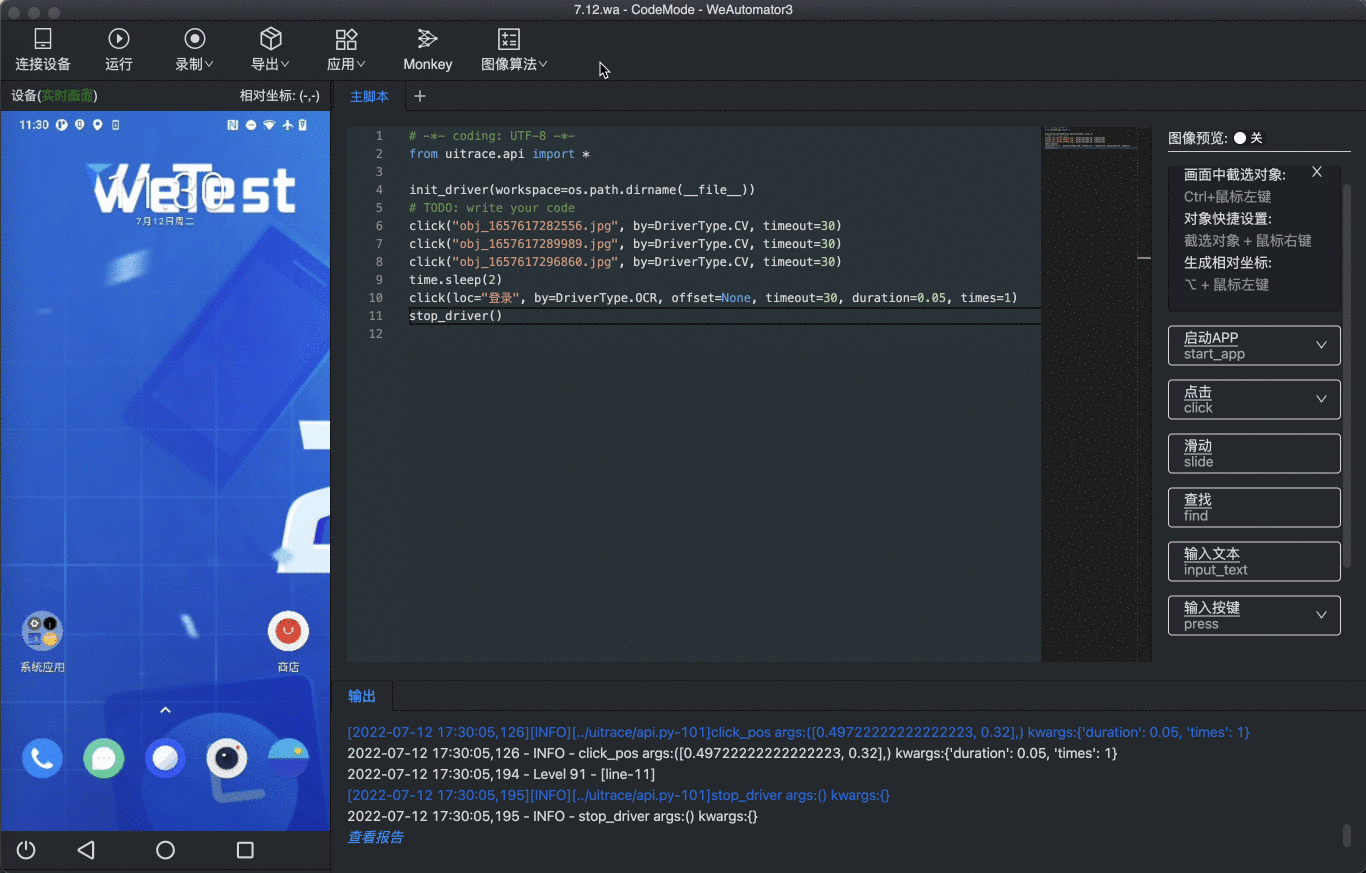 7.12.wa - CodeMode - WeAutomator3
连接设备 运行 录制 导出 应用 Monkey 图像算法
设备(实时画面) 相对坐标: (-,-)
主脚本 +
11:30
WeTest
11:30
7月12日周二
系统应用
商店
1 # -*- coding: UTF-8 -*-
2 from uitrace.api import *
3
4 init_driver(workspace=os.path.dirname(__file__))
5 # TODO: write your code
6 click("obj_1657617282556.jpg", by=DriverType.CV, timeout=30)
7 click("obj_1657617289989.jpg", by=DriverType.CV, timeout=30)
8 click("obj_1657617296860.jpg", by=DriverType.CV, timeout=30)
9 time.sleep(2)
10 click(loc="登录", by=DriverType.OCR, offset=None, timeout=30, duration=0.05, times=1)
11 stop_driver()
12
图像预览: 关
画面中截选对象: X
Ctrl+鼠标左键
对象快捷设置:
截选对象 + 鼠标右键
生成相对坐标:
⌥ + 鼠标左键
启动APP
start_app
点击
click
滑动
slide
查找
find
输入文本
input_text
输入按键
press
输出
[2022-07-12 17:30:05,126][INFO][../uitrace/api.py-101]click_pos args:([0.49722222222222223, 0.32],) kwargs:{'duration': 0.05, 'times': 1}
2022-07-12 17:30:05,126 - INFO - click_pos args:([0.49722222222222223, 0.32],) kwargs:{'duration': 0.05, 'times': 1}
2022-07-12 17:30:05,194 - Level 91 - [line-11]
[2022-07-12 17:30:05,195][INFO][../uitrace/api.py-101]stop_driver args:() kwargs:{}
2022-07-12 17:30:05,195 - INFO - stop_driver args:() kwargs:{}
查看报告